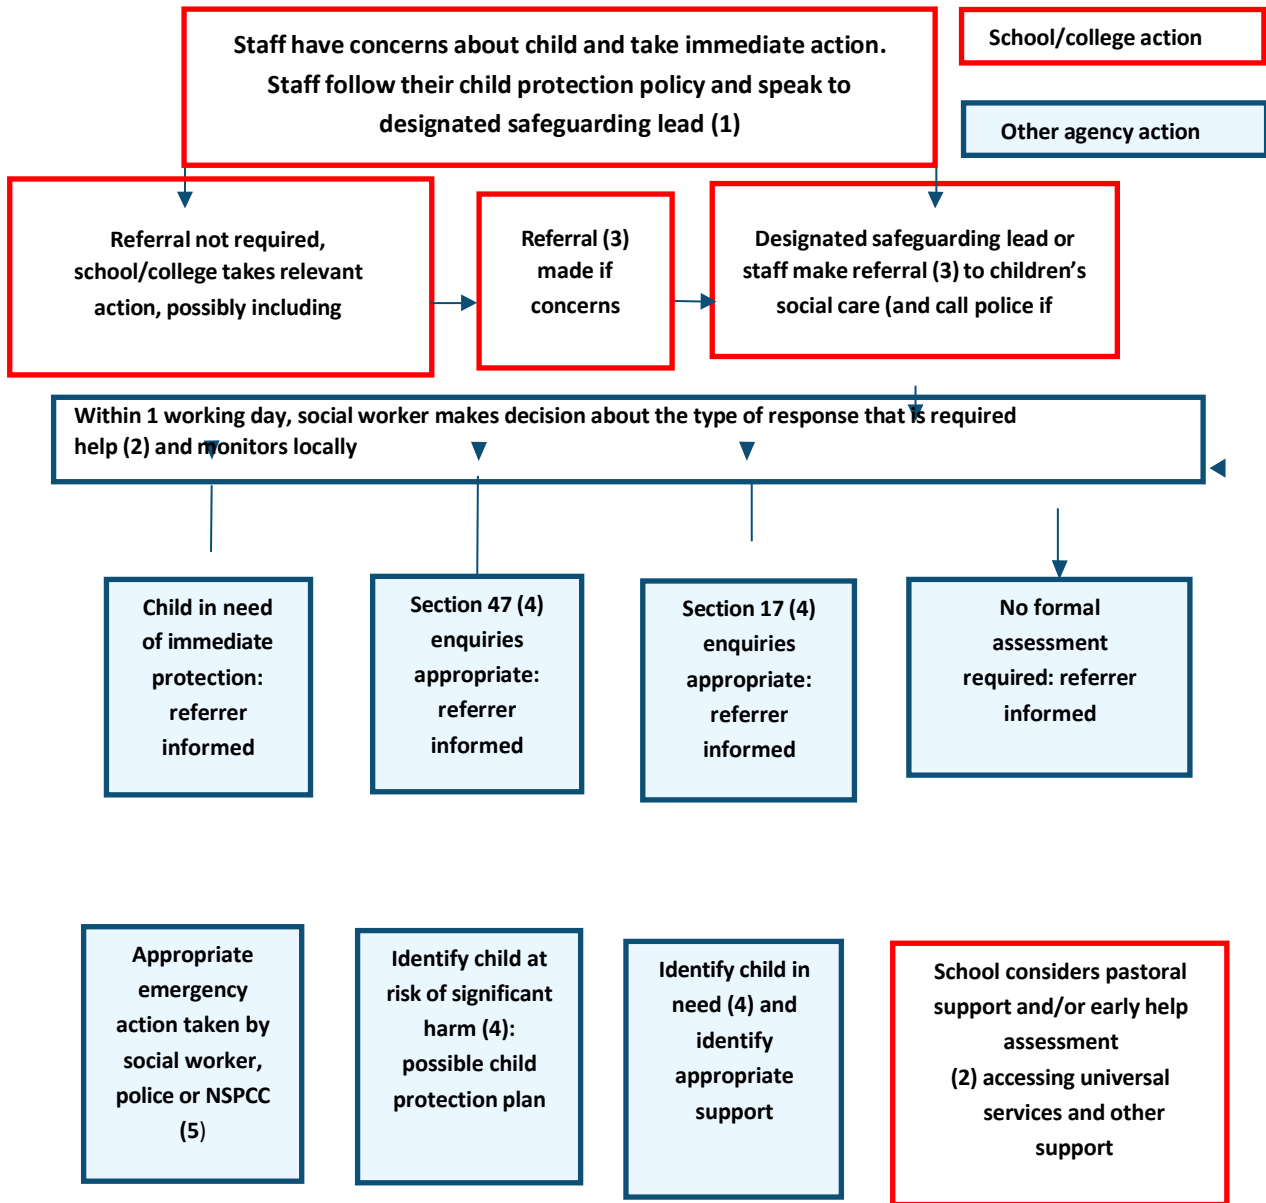 Staff have concerns about child and take immediate action.
Staff follow their child protection policy and speak to
designated safeguarding lead (1)
School/college action
Other agency action
Referral not required,
school/college takes relevant
action, possibly including
Referral (3)
made if
concerns
Designated safeguarding lead or
staff make referral (3) to children’s
social care (and call police if
Within 1 working day, social worker makes decision about the type of response that is required
help (2) and monitors locally
Child in need
of immediate
protection:
referrer
informed
Section 47 (4)
enquiries
appropriate:
referrer
informed
Section 17 (4)
enquiries
appropriate:
referrer
informed
No formal
assessment
required: referrer
informed
Appropriate
emergency
action taken by
social worker,
police or NSPCC
(5)
Identify child at
risk of significant
harm (4):
possible child
protection plan
Identify child in
need (4) and
identify
appropriate
support
School considers pastoral
support and/or early help
assessment
(2) accessing universal
services and other
support